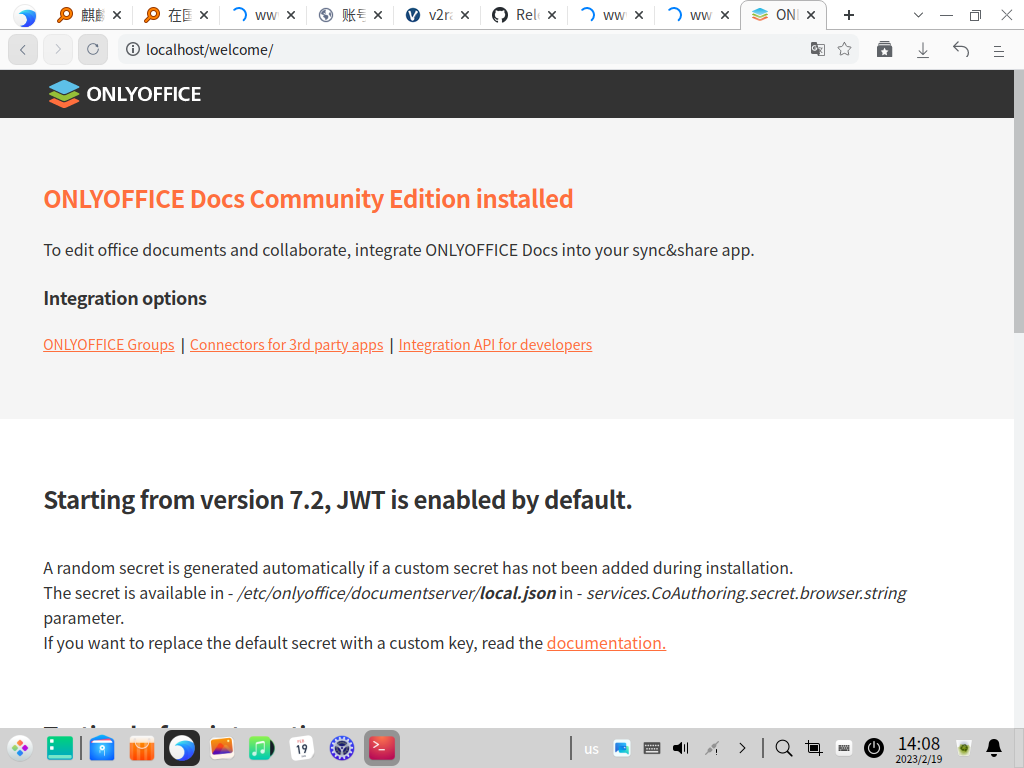 麒麟
在国
ww
账号
v2ra
Rele
ww
ww
ONL
localhost/welcome/
ONLYOFFICE
ONLYOFFICE Docs Community Edition installed
To edit office documents and collaborate, integrate ONLYOFFICE Docs into your sync&share app.
Integration options
ONLYOFFICE Groups | Connectors for 3rd party apps | Integration API for developers
Starting from version 7.2, JWT is enabled by default.
A random secret is generated automatically if a custom secret has not been added during installation.
The secret is available in - /etc/onlyoffice/documentserver/local.json in - services.CoAuthoring.secret.browser.string
parameter.
If you want to replace the default secret with a custom key, read the documentation.
19
us
14:08
2023/2/19